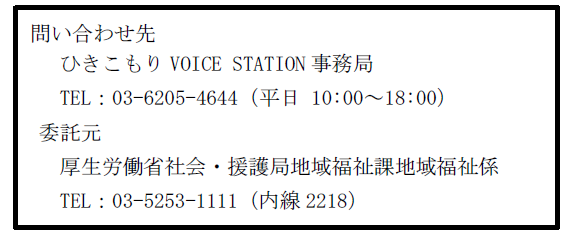 問い合わせ先
ひきこもり VOICE STATION 事務局
TEL：03-6205-4644（平日 10:00～18:00）
委託元
厚生労働省社会・援護局地域福祉課地域福祉係
TEL：03-5253-1111（内線 2218）